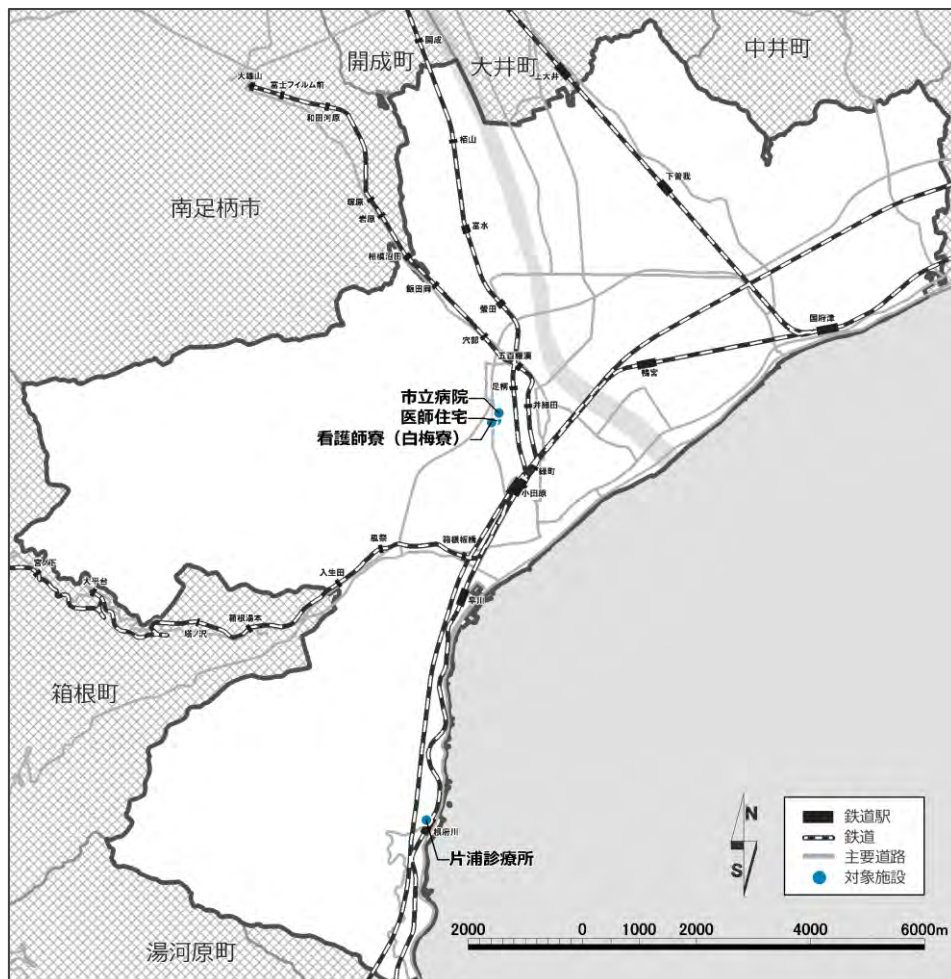 開成町
大井町
中井町
開成
上大井
大雄山
富士フイルム前
和田河原
栢山
下曽我
南足柄市
塚原
岩原
富水
相模沼田
飯田岡
螢田
穴部
国府津
五百羅漢
鴨宮
足柄
市立病院
井細田
医師住宅
看護師寮（白梅寮）
緑町
小田原
風祭
箱根板橋
入生田
宮ノ下
大平台
早川
箱根湯本
塔ノ沢
箱根町
根府川
片浦診療所
湯河原町
N
S
鉄道駅
鉄道
主要道路
対象施設
2000 0 2000 4000 6000m